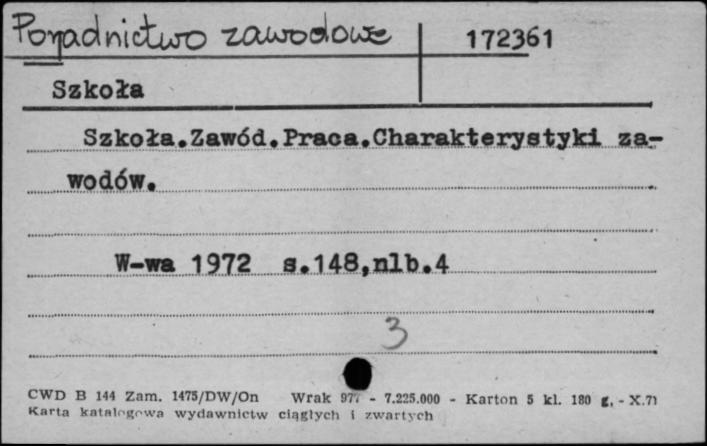 Poradnictwo zawodowe 172361
Szkoła
Szkoła.Zawód.Praca.Charakterystyki za-
wodów.
W-wa 1972 s.148,nlb.4
3
CWD B 144 Zam. 1475/DW/On Wrak 977 - 7.225.000 - Karton 5 kl. 180 g, - X.71
Karta katalogowa wydawnictw ciągłych i zwartych